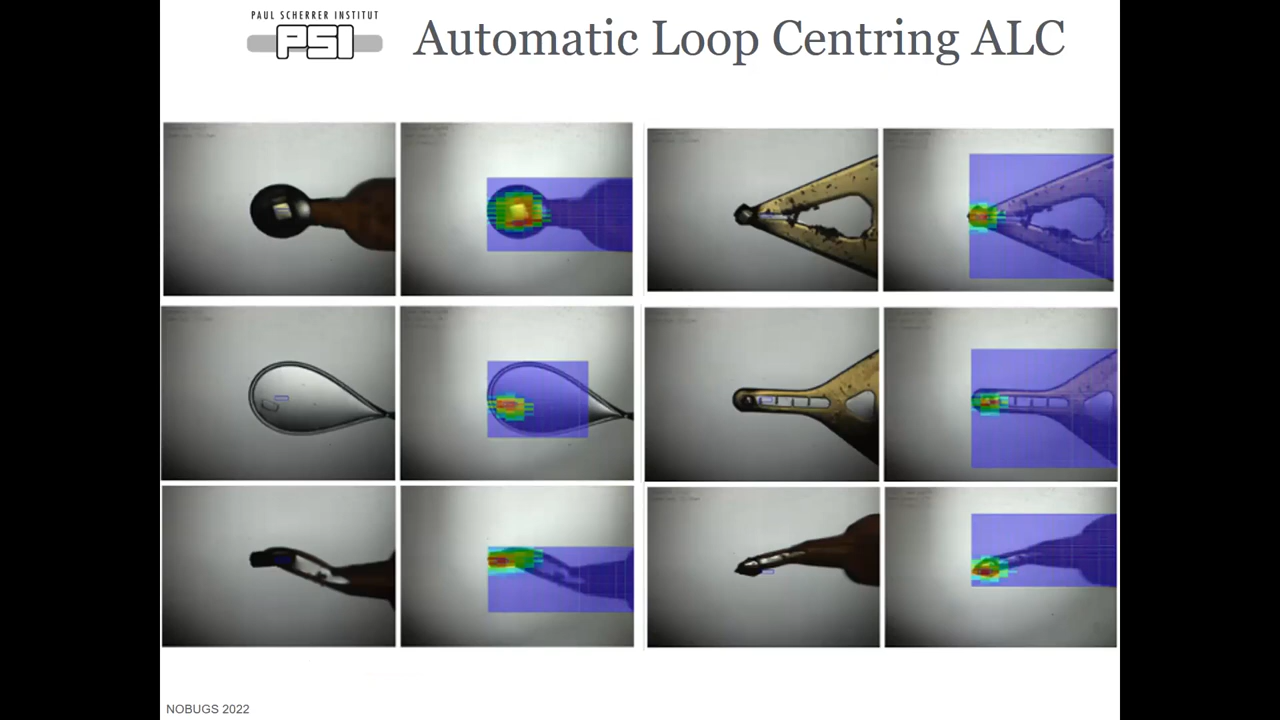 PAUL SCHERRER INSTITUT
PSI
Automatic Loop Centring ALC
NOBUGS 2022